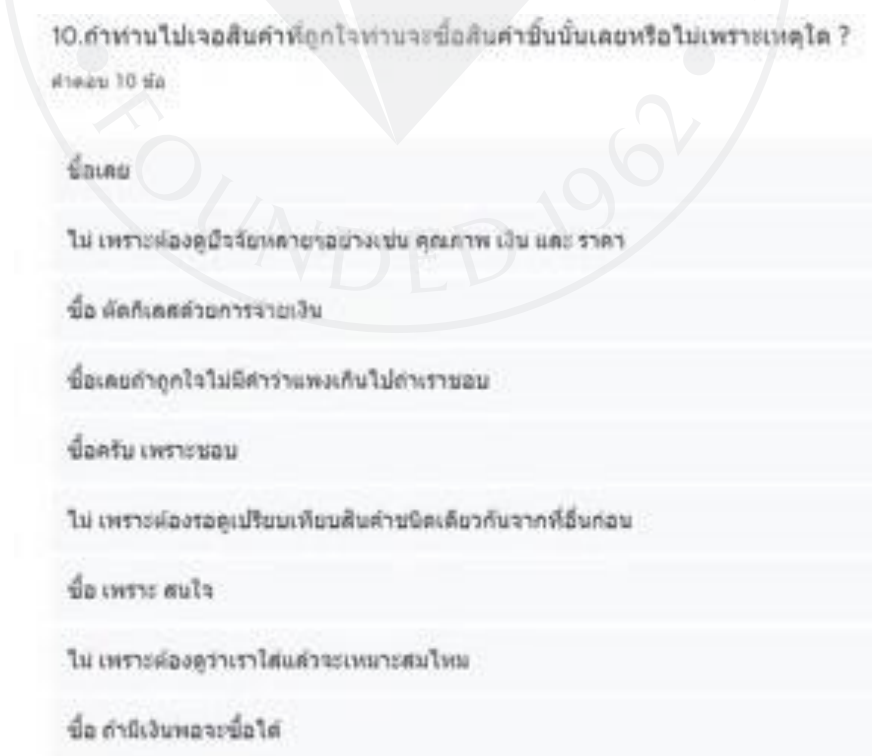 10.ถ้าท่านไปเจอสินค้าที่ถูกใจท่านจะซื้อสินค้าชิ้นนั้นเลยหรือไม่เพราะเหตุใด ?
คำตอบ 10 ข้อ
FOUNDED 1962
ซื้อเลย
ไม่ เพราะต้องดูปัจจัยหลายๆอย่างเช่น คุณภาพ เงิน และ ราคา
ซื้อ ตัดกิเลสด้วยการจ่ายเงิน
ซื้อเลยถ้าถูกใจไม่มีคำว่าแพงเกินไปถ้าเราชอบ
ซื้อครับ เพราะชอบ
ไม่ เพราะต้องรอดูเปรียบเทียบสินค้าชนิดเดียวกันจากที่อื่นก่อน
ซื้อ เพราะ สนใจ
ไม่ เพราะต้องดูว่าเราใส่แล้วจะเหมาะสมไหม
ซื้อ ถ้ามีเงินพอจะซื้อได้